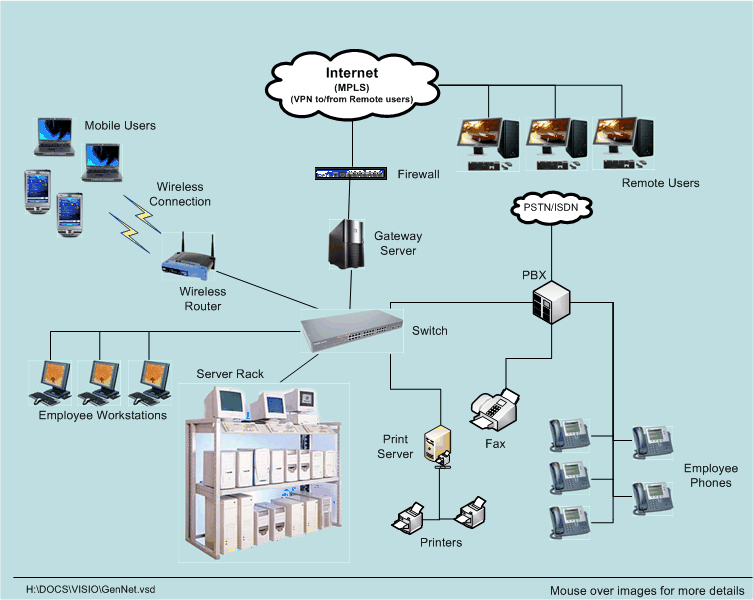 Internet
(MPLS)
(VPN to/from Remote users)
Mobile Users
Wireless
Connection
Firewall
Remote Users
PSTN/ISDN
Gateway
Server
PBX
Wireless
Router
Switch
Server Rack
Employee Workstations
Print
Server
Fax
Employee
Phones
Printers
H:\DOCS\VISIO\GenNet.vsd
Mouse over images for more details